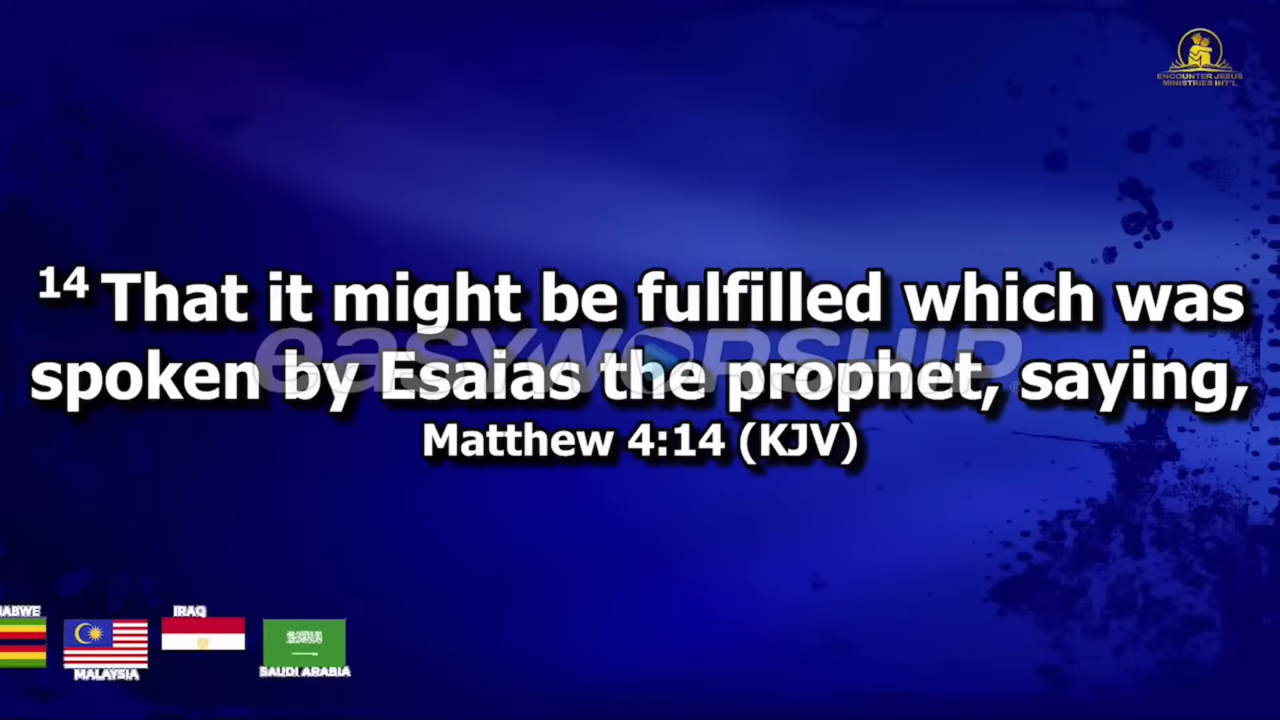 ENCOUNTER JESUS
MINISTRIES INT'L
14 That it might be fulfilled which was
easyworship
spoken by Esaias the prophet, saying,
Matthew 4:14 (KJV)
ABWE
IRAQ
MALAYSIA
SAUDI ARABIA